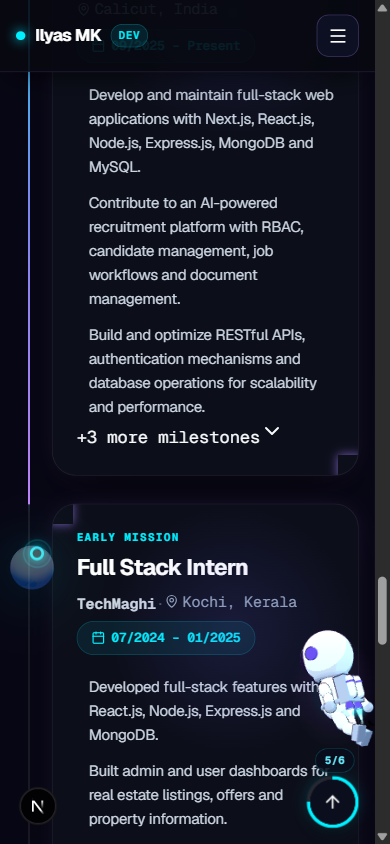 Calicut, India
Ilyas MK DEV
00/2025 - Present
Develop and maintain full-stack web
applications with Next.js, React.js,
Node.js, Express.js, MongoDB and
MySQL.
Contribute to an AI-powered
recruitment platform with RBAC,
candidate management, job
workflows and document
management.
Build and optimize RESTful APIs,
authentication mechanisms and
database operations for scalability
and performance.
+3 more milestones
EARLY MISSION
Full Stack Intern
TechMaghi · Kochi, Kerala
07/2024 - 01/2025
Developed full-stack features with
React.js, Node.js, Express.js and
MongoDB.
Built admin and user dashboards for
real estate listings, offers and
property information.
5/6
N